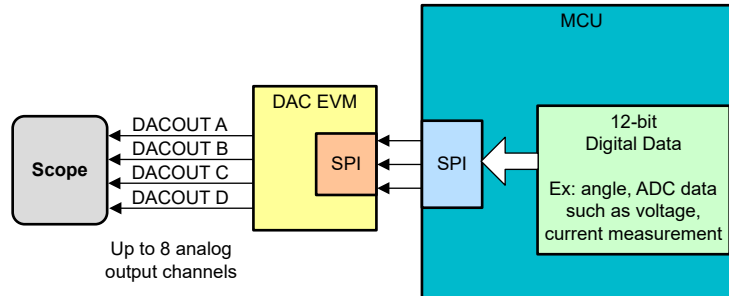 MCU
DAC EVM
DACOUT A
DACOUT B
DACOUT C
DACOUT D
Scope
SPI
SPI
12-bit
Digital Data
Ex: angle, ADC data
such as voltage,
current measurement
Up to 8 analog
output channels